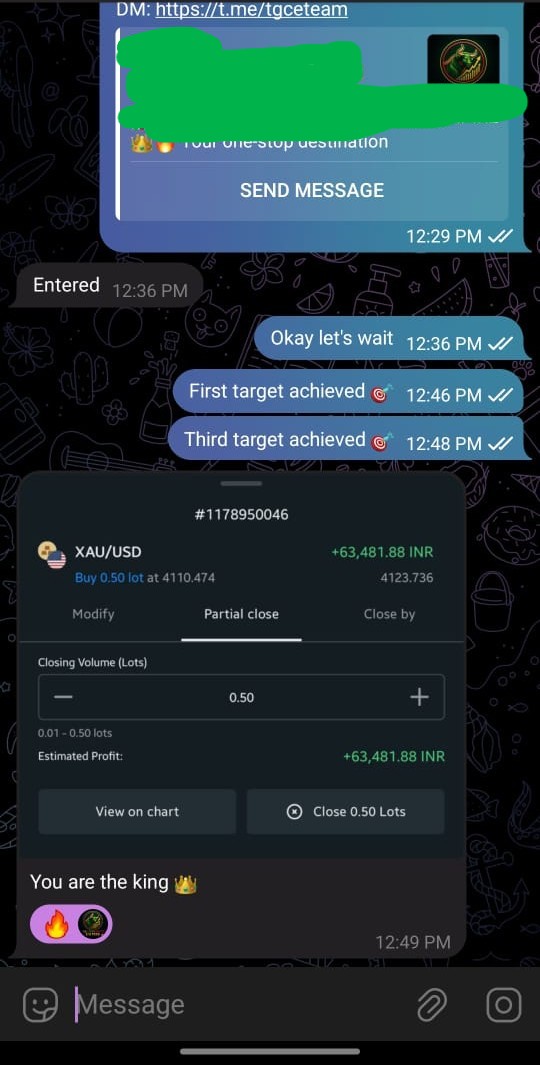 DM: https://t.me/tgceteam
Your one-stop destination
SEND MESSAGE
12:29 PM
Entered 12:36 PM
Okay let's wait 12:36 PM
First target achieved 🎯 12:46 PM
Third target achieved 🎯 12:48 PM
#1178950046
XAU/USD +63,481.88 INR
Buy 0.50 lot at 4110.474 4123.736
Modify Partial close Close by
Closing Volume (Lots)
0.50
0.01 - 0.50 lots
Estimated Profit: +63,481.88 INR
View on chart Close 0.50 Lots
You are the king 👑
12:49 PM
Message